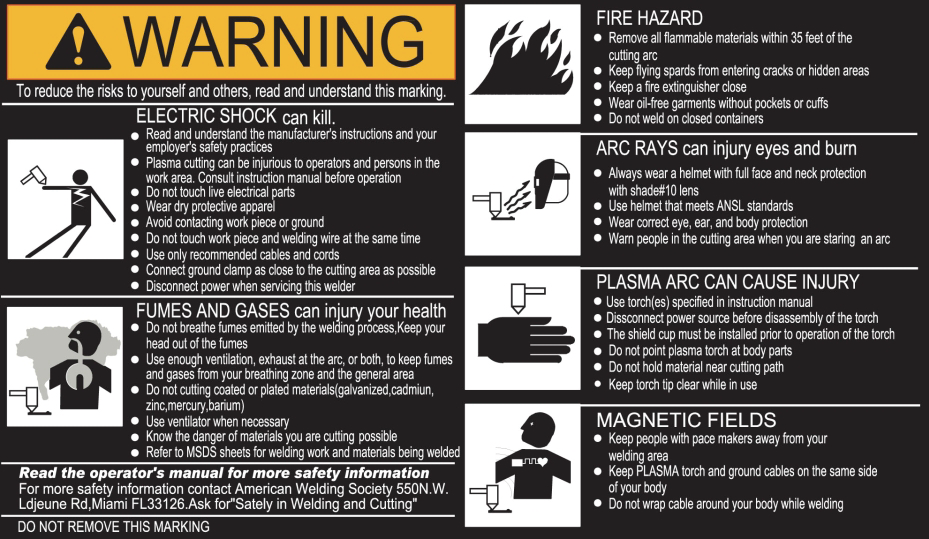 WARNING
To reduce the risks to yourself and others, read and understand this marking.
ELECTRIC SHOCK can kill.
Read and understand the manufacturer's instructions and your
employer's safety practices
Plasma cutting can be injurious to operators and persons in the
work area. Consult instruction manual before operation
Do not touch live electrical parts
Wear dry protective apparel
Avoid contacting work piece or ground
Do not touch work piece and welding wire at the same time
Use only recommended cables and cords
Connect ground clamp as close to the cutting area as possible
Disconnect power when servicing this welder
FUMES AND GASES can injury your health
Do not breathe fumes emitted by the welding process,Keep your
head out of the fumes
Use enough ventilation, exhaust at the arc, or both, to keep fumes
and gases from your breathing zone and the general area
Do not cutting coated or plated materials(galvanized,cadmiun,
zinc,mercury,barium)
Use ventilator when necessary
Know the danger of materials you are cutting possible
Refer to MSDS sheets for welding work and materials being welded
Read the operator's manual for more safety information
For more safety information contact American Welding Society 550N.W.
Ldjeune Rd,Miami FL33126.Ask for"Sately in Welding and Cutting"
DO NOT REMOVE THIS MARKING
FIRE HAZARD
Remove all flammable materials within 35 feet of the
cutting arc
Keep flying spards from entering cracks or hidden areas
Keep a fire extinguisher close
Wear oil-free garments without pockets or cuffs
Do not weld on closed containers
ARC RAYS can injury eyes and burn
Always wear a helmet with full face and neck protection
with shade#10 lens
Use helmet that meets ANSL standards
Wear correct eye, ear, and body protection
Warn people in the cutting area when you are staring an arc
PLASMA ARC CAN CAUSE INJURY
Use torch(es) specified in instruction manual
Dissconnect power source before disassembly of the torch
The shield cup must be installed prior to operation of the torch
Do not point plasma torch at body parts
Do not hold material near cutting path
Keep torch tip clear while in use
MAGNETIC FIELDS
Keep people with pace makers away from your
welding area
Keep PLASMA torch and ground cables on the same side
of your body
Do not wrap cable around your body while welding